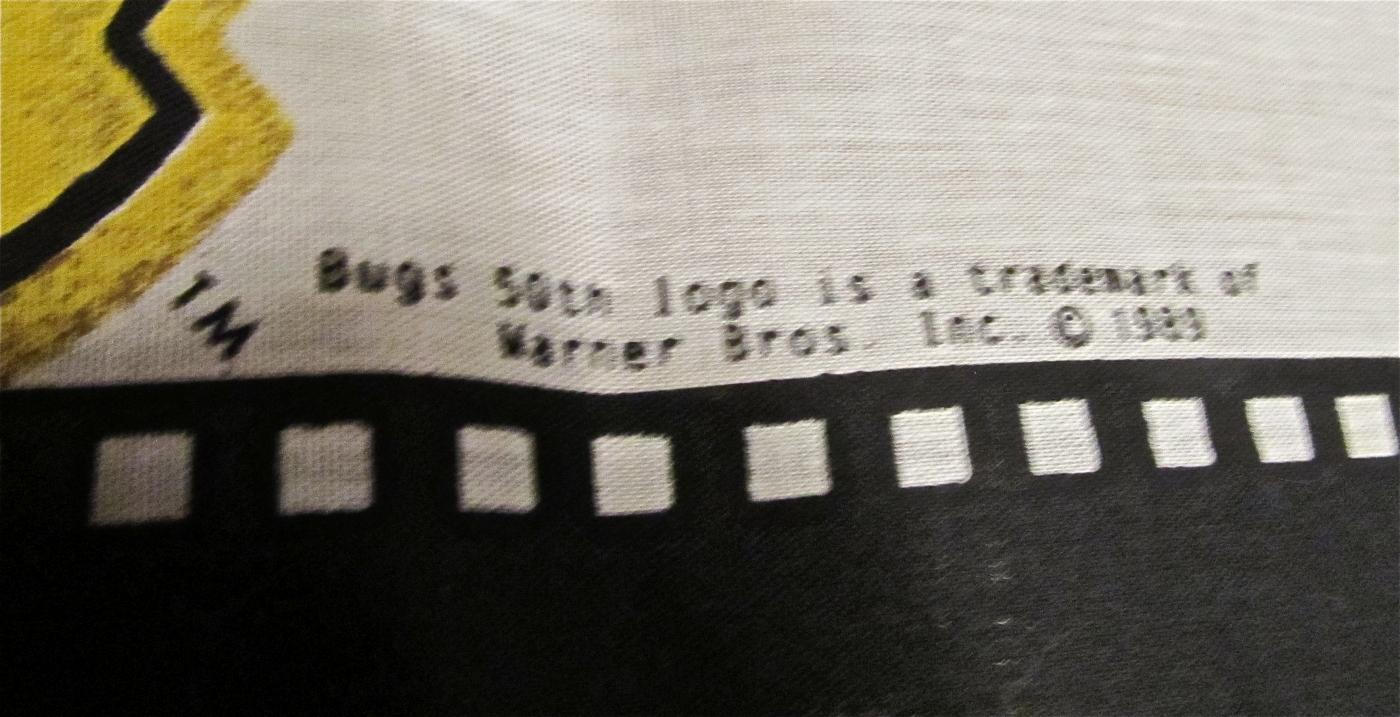 TM
Bugs 50th logo is a trademark of
Warner Bros. Inc. © 1989